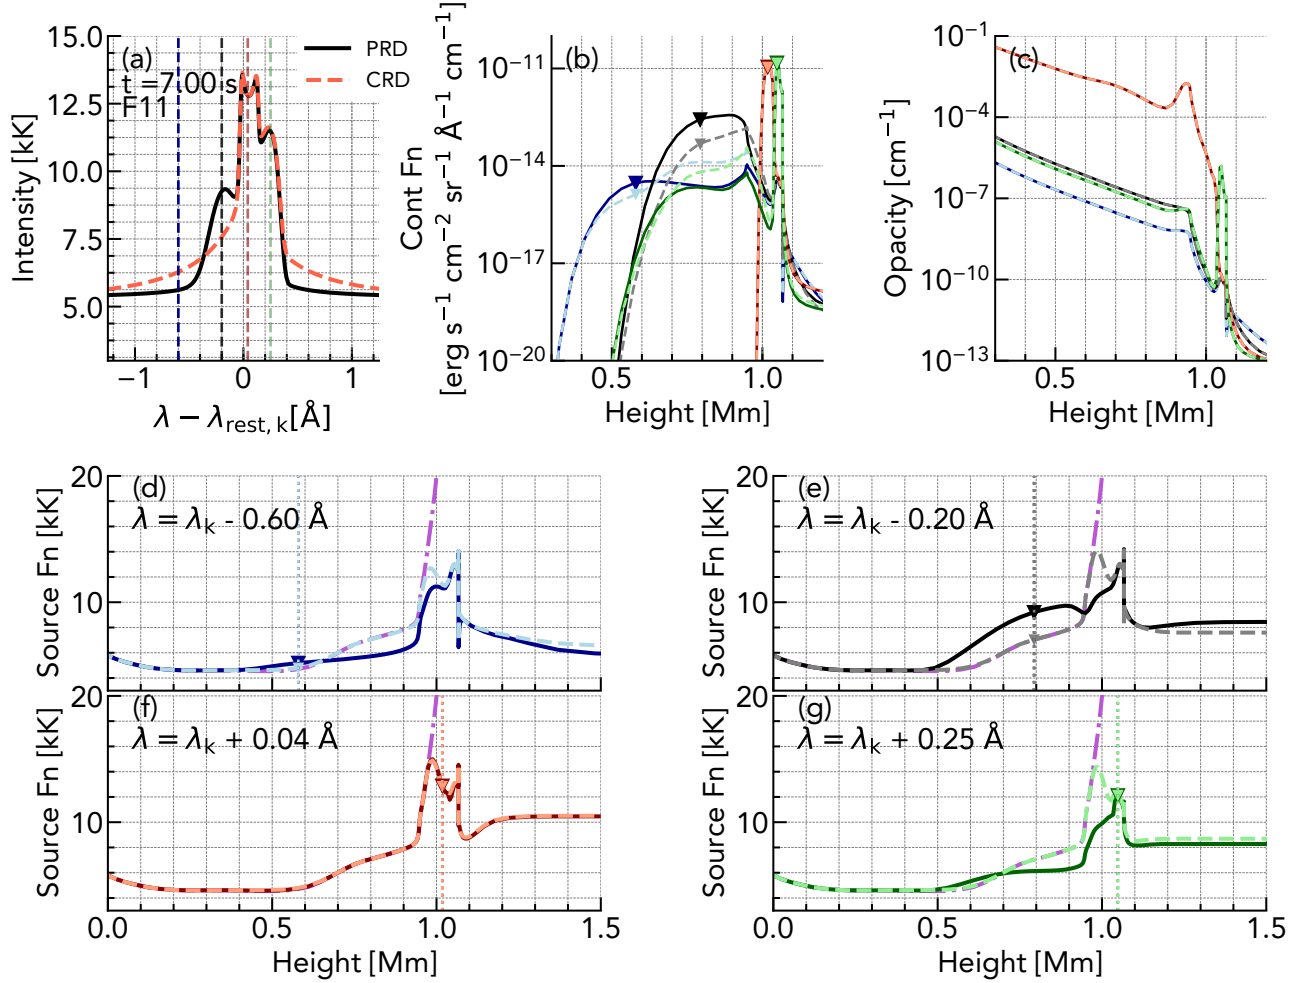 15.0
12.5
10.0
7.5
5.0
Intensity [kK]
(a)
t =7.00 s
F11
PRD
CRD
−1
0
1
λ − λrest, k[Å]
Cont Fn
[erg s⁻¹ cm⁻² sr⁻¹ Å⁻¹ cm⁻¹]
(b)
10⁻¹¹
10⁻¹⁴
10⁻¹⁷
10⁻²⁰
0.5
1.0
Height [Mm]
Opacity [cm⁻¹]
(c)
10⁻¹
10⁻⁴
10⁻⁷
10⁻¹⁰
10⁻¹³
0.5
1.0
Height [Mm]
Source Fn [kK]
20
10
(d)
λ = λk - 0.60 Å
Source Fn [kK]
20
10
(e)
λ = λk - 0.20 Å
Source Fn [kK]
20
10
(f)
λ = λk + 0.04 Å
0.0
0.5
1.0
1.5
Height [Mm]
Source Fn [kK]
20
10
(g)
λ = λk + 0.25 Å
0.0
0.5
1.0
1.5
Height [Mm]